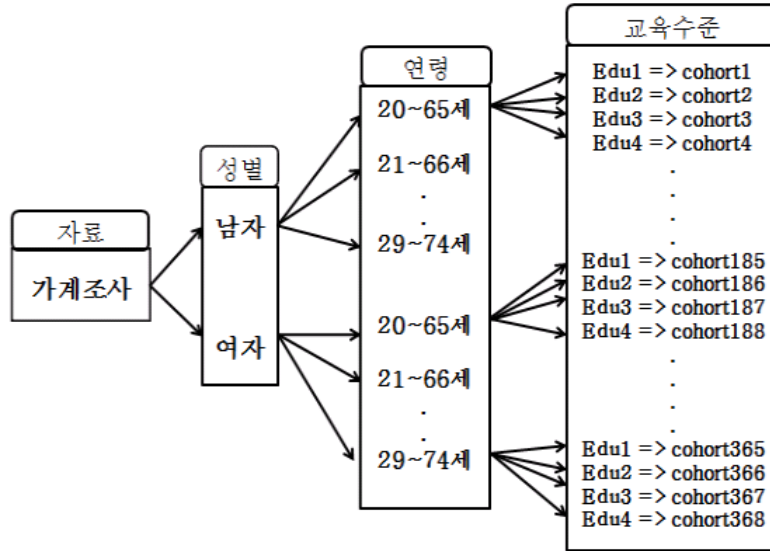 자료
가계조사
성별
남자
여자
연령
20~65세
21~66세
.
.
29~74세
20~65세
21~66세
.
.
29~74세
교육수준
Edu1 => cohort1
Edu2 => cohort2
Edu3 => cohort3
Edu4 => cohort4
.
.
.
.
Edu1 => cohort185
Edu2 => cohort186
Edu3 => cohort187
Edu4 => cohort188
.
.
.
.
Edu1 => cohort365
Edu2 => cohort366
Edu3 => cohort367
Edu4 => cohort368